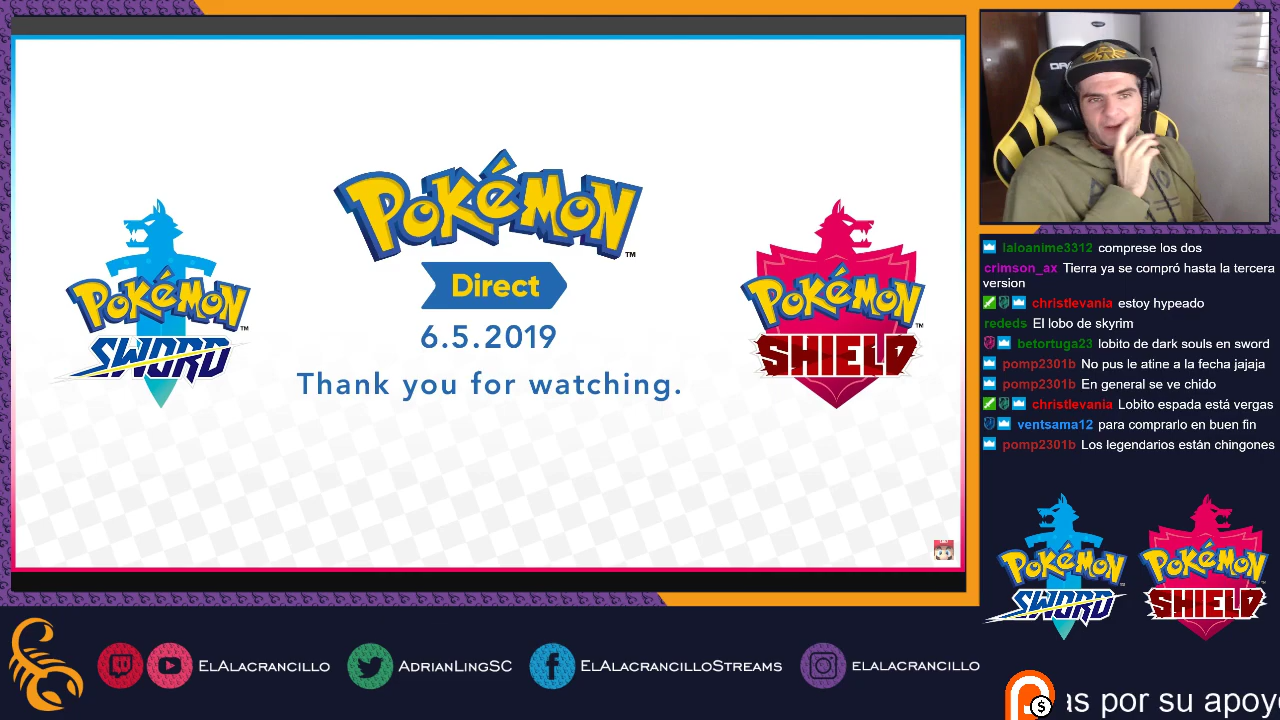 POKéMON
TM
Direct
6.5.2019
Thank you for watching.
POKéMON
TM
SWORD
POKéMON
TM
SHIELD
laloanime3312 comprese los dos
crimson_ax Tierra ya se compró hasta la tercera
version
christlevania estoy hypeado
rededs El lobo de skyrim
betortuga23 lobito de dark souls en sword
pomp2301b No pus le atine a la fecha jajaja
pomp2301b En general se ve chido
christlevania Lobito espada está vergas
ventsama12 para comprarlo en buen fin
pomp2301b Los legendarios están chingones
POKéMON
SWORD
POKéMON
SHIELD
ElAlacrancillo
AdrianLingSC
ElAlacrancilloStreams
elalacrancillo
$
as por su apoy